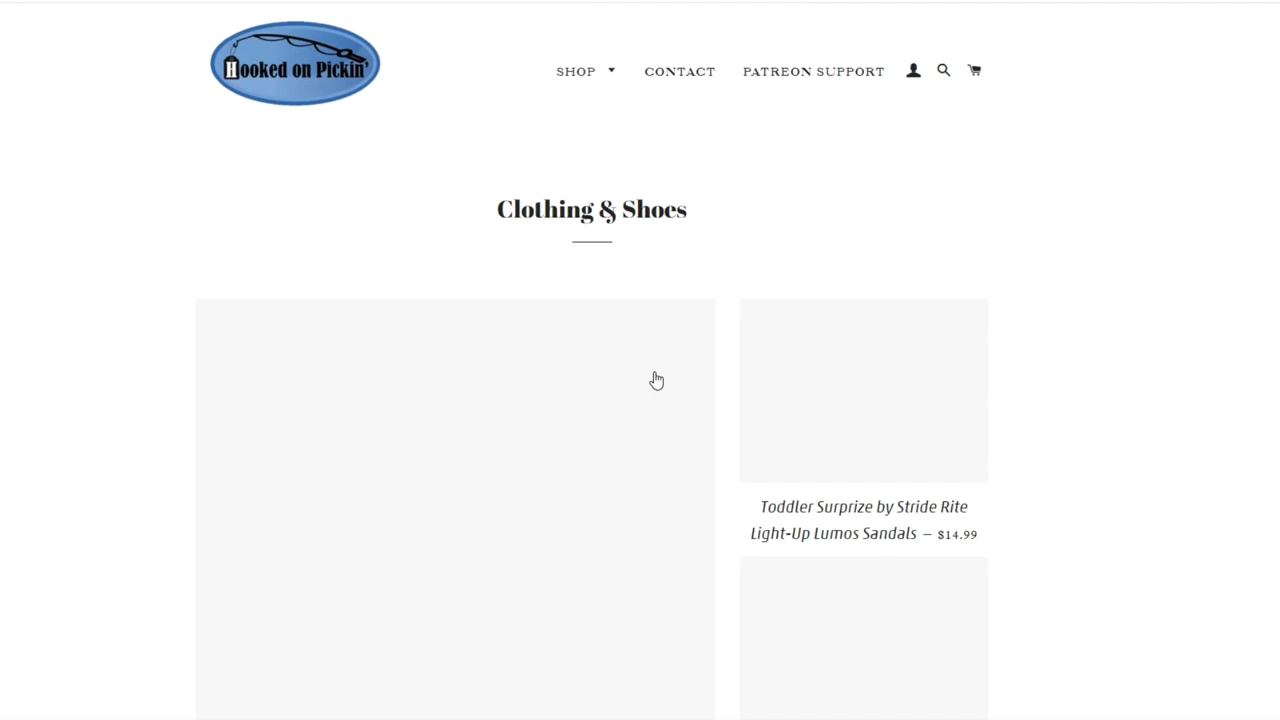 Hooked on Pickin'
SHOP
CONTACT
PATREON SUPPORT
Clothing & Shoes
Toddler Surprize by Stride Rite
Light-Up Lumos Sandals – $14.99